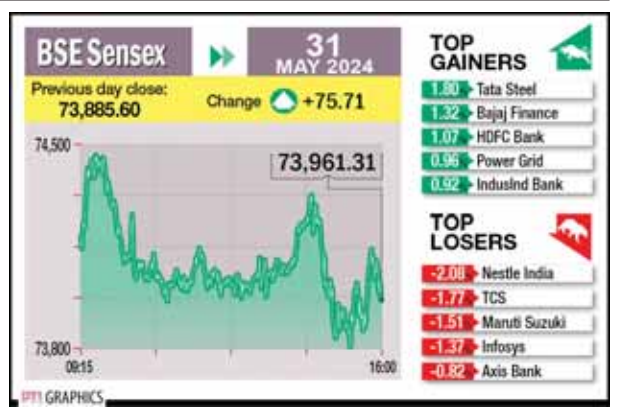 BSE Sensex
31
MAY 2024
Previous day close:
73,885.60
Change +75.71
74,500
73,961.31
73,800
09:15
16:00
PTI GRAPHICS
TOP
GAINERS
1.80 Tata Steel
1.32 Bajaj Finance
1.07 HDFC Bank
0.96 Power Grid
0.92 IndusInd Bank
TOP
LOSERS
-2.08 Nestle India
-1.77 TCS
-1.51 Maruti Suzuki
-1.37 Infosys
-0.82 Axis Bank